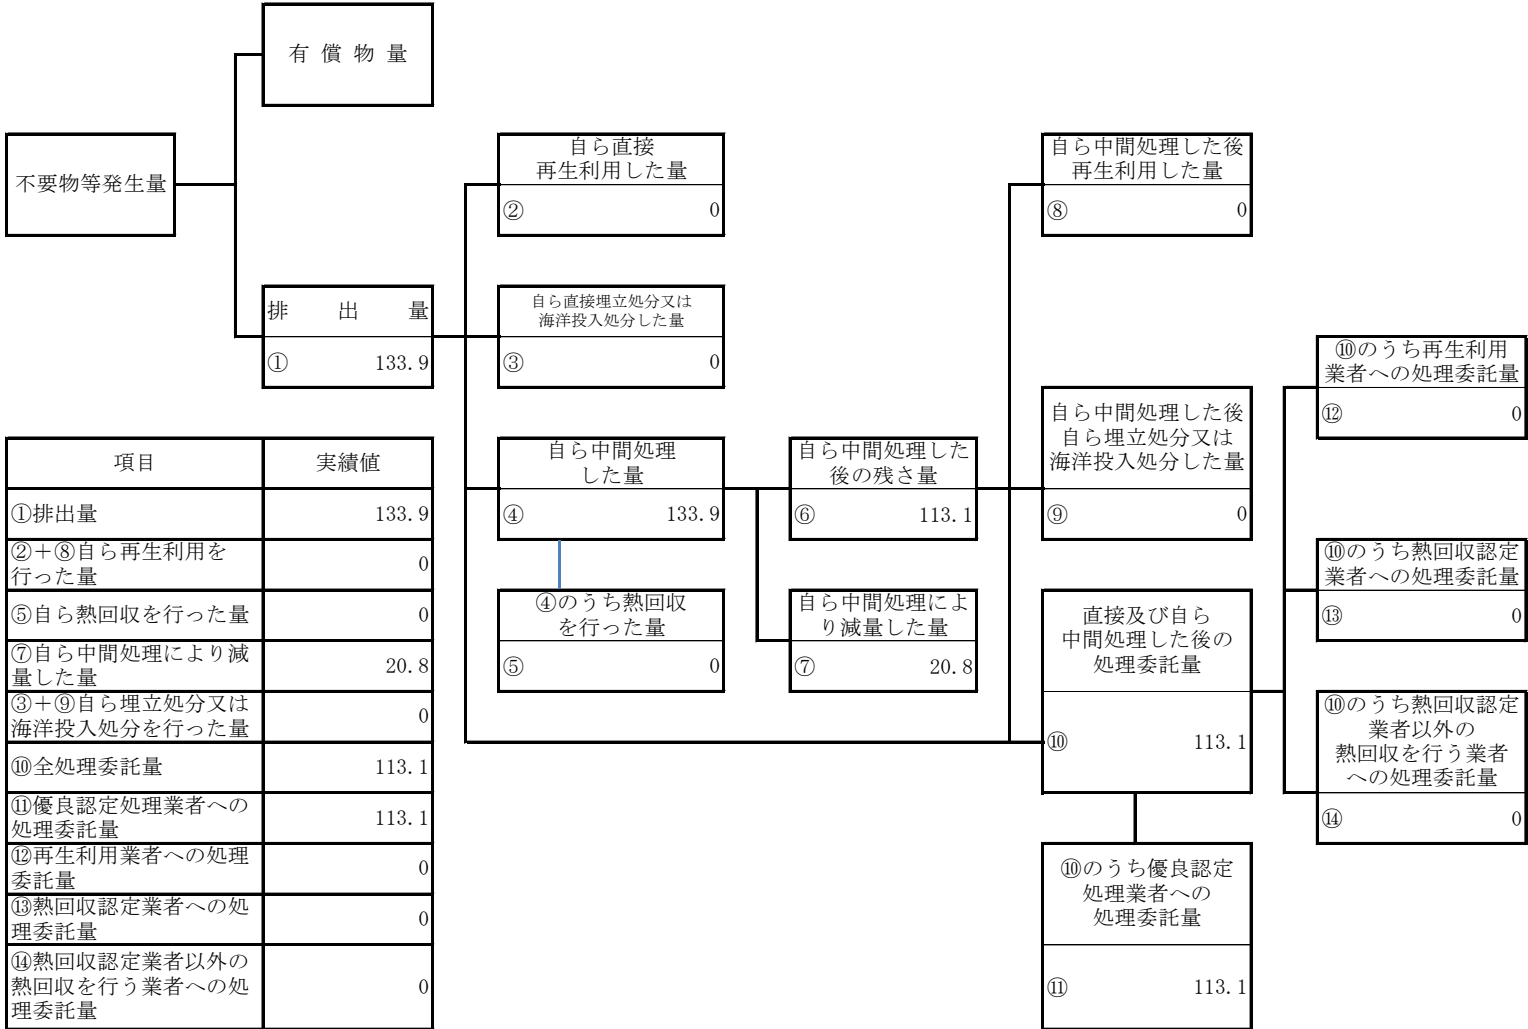 有 償 物 量
不要物等発生量
自ら直接
再生利用した量
② 0
自ら中間処理した後
再生利用した量
⑧ 0
排 出 量
① 133.9
自ら直接埋立処分又は
海洋投入処分した量
③ 0
⑩のうち再生利用
業者への処理委託量
⑫ 0
自ら中間処理
した量
④ 133.9
自ら中間処理した
後の残さ量
⑥ 113.1
自ら中間処理した後
自ら埋立処分又は
海洋投入処分した量
⑨ 0
⑩のうち熱回収認定
業者への処理委託量
⑬ 0
④のうち熱回収
を行った量
⑤ 0
自ら中間処理によ
り減量した量
⑦ 20.8
直接及び自ら
中間処理した後の
処理委託量
⑩ 113.1
⑩のうち熱回収認定
業者以外の
熱回収を行う業者
への処理委託量
⑭ 0
⑩のうち優良認定
処理業者への
処理委託量
⑪ 113.1
項目 実績値
①排出量 133.9
②+⑧自ら再生利用を
行った量 0
⑤自ら熱回収を行った量 0
⑦自ら中間処理により減
量した量 20.8
③+⑨自ら埋立処分又は
海洋投入処分を行った量 0
⑩全処理委託量 113.1
⑪優良認定処理業者への
処理委託量 113.1
⑫再生利用業者への処理
委託量 0
⑬熱回収認定業者への処
理委託量 0
⑭熱回収認定業者以外の
熱回収を行う業者への処
理委託量 0